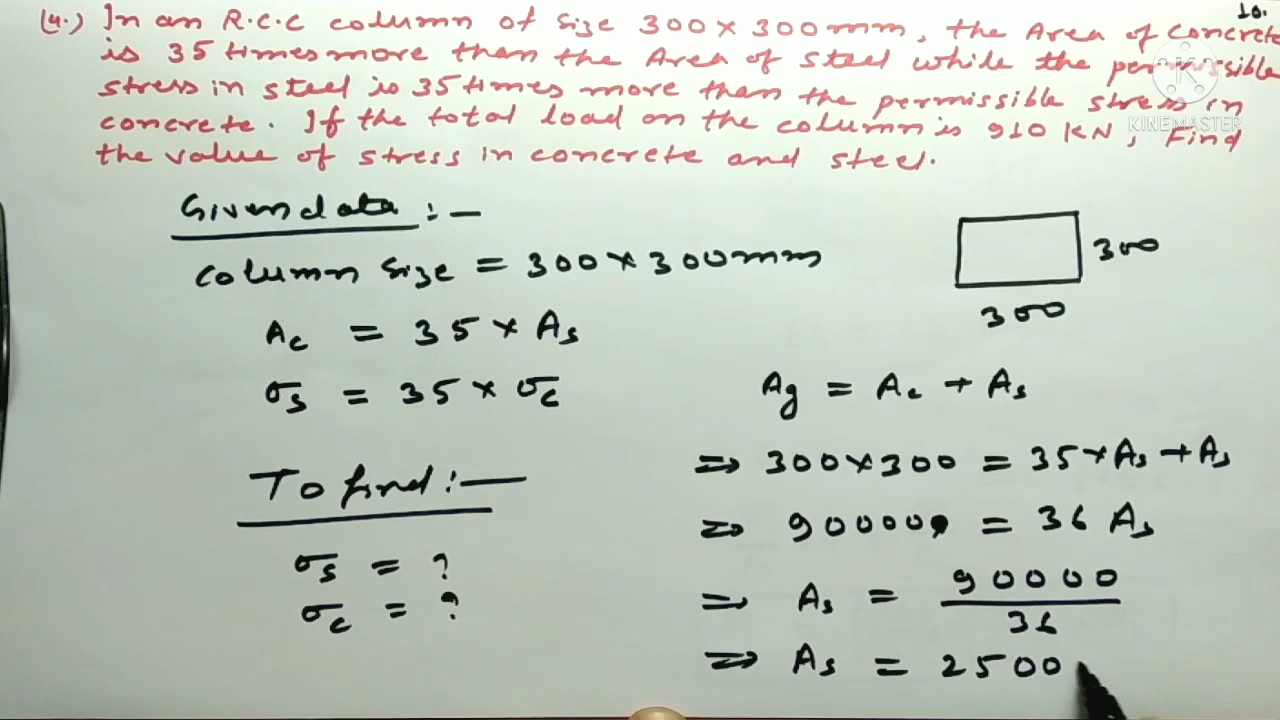 10.
(4.) In an R.C.C column of size 300 × 300mm, the Area of concrete
is 35 times more than the Area of steel while the permissible
stress in steel is 35 times more than the permissible stress in
concrete. If the total load on the column is 910 KN, Find
the value of stress in concrete and steel.
KINEMASTER
Given data :-
column size = 300 × 300mm
300
300
Ac = 35 × As
σs = 35 × σc
To find :-
σs = ?
σc = ?
Ag = Ac + As
⇒ 300×300 = 35 × As + As
⇒ 90000 = 36 As
⇒ As = 90000
36
⇒ As = 2500